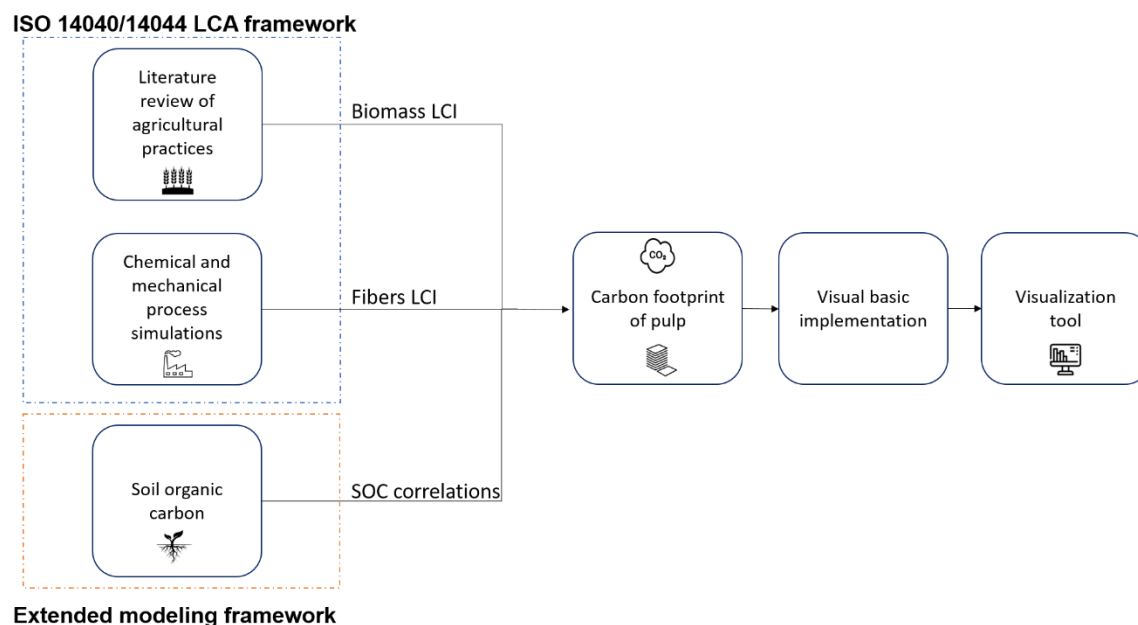 ISO 14040/14044 LCA framework
Literature
review of
agricultural
practices
Biomass LCI
Chemical and
mechanical
process
simulations
Fibers LCI
Soil organic
carbon
SOC correlations
CO₂
Carbon footprint
of pulp
Visual basic
implementation
Visualization
tool
Extended modeling framework